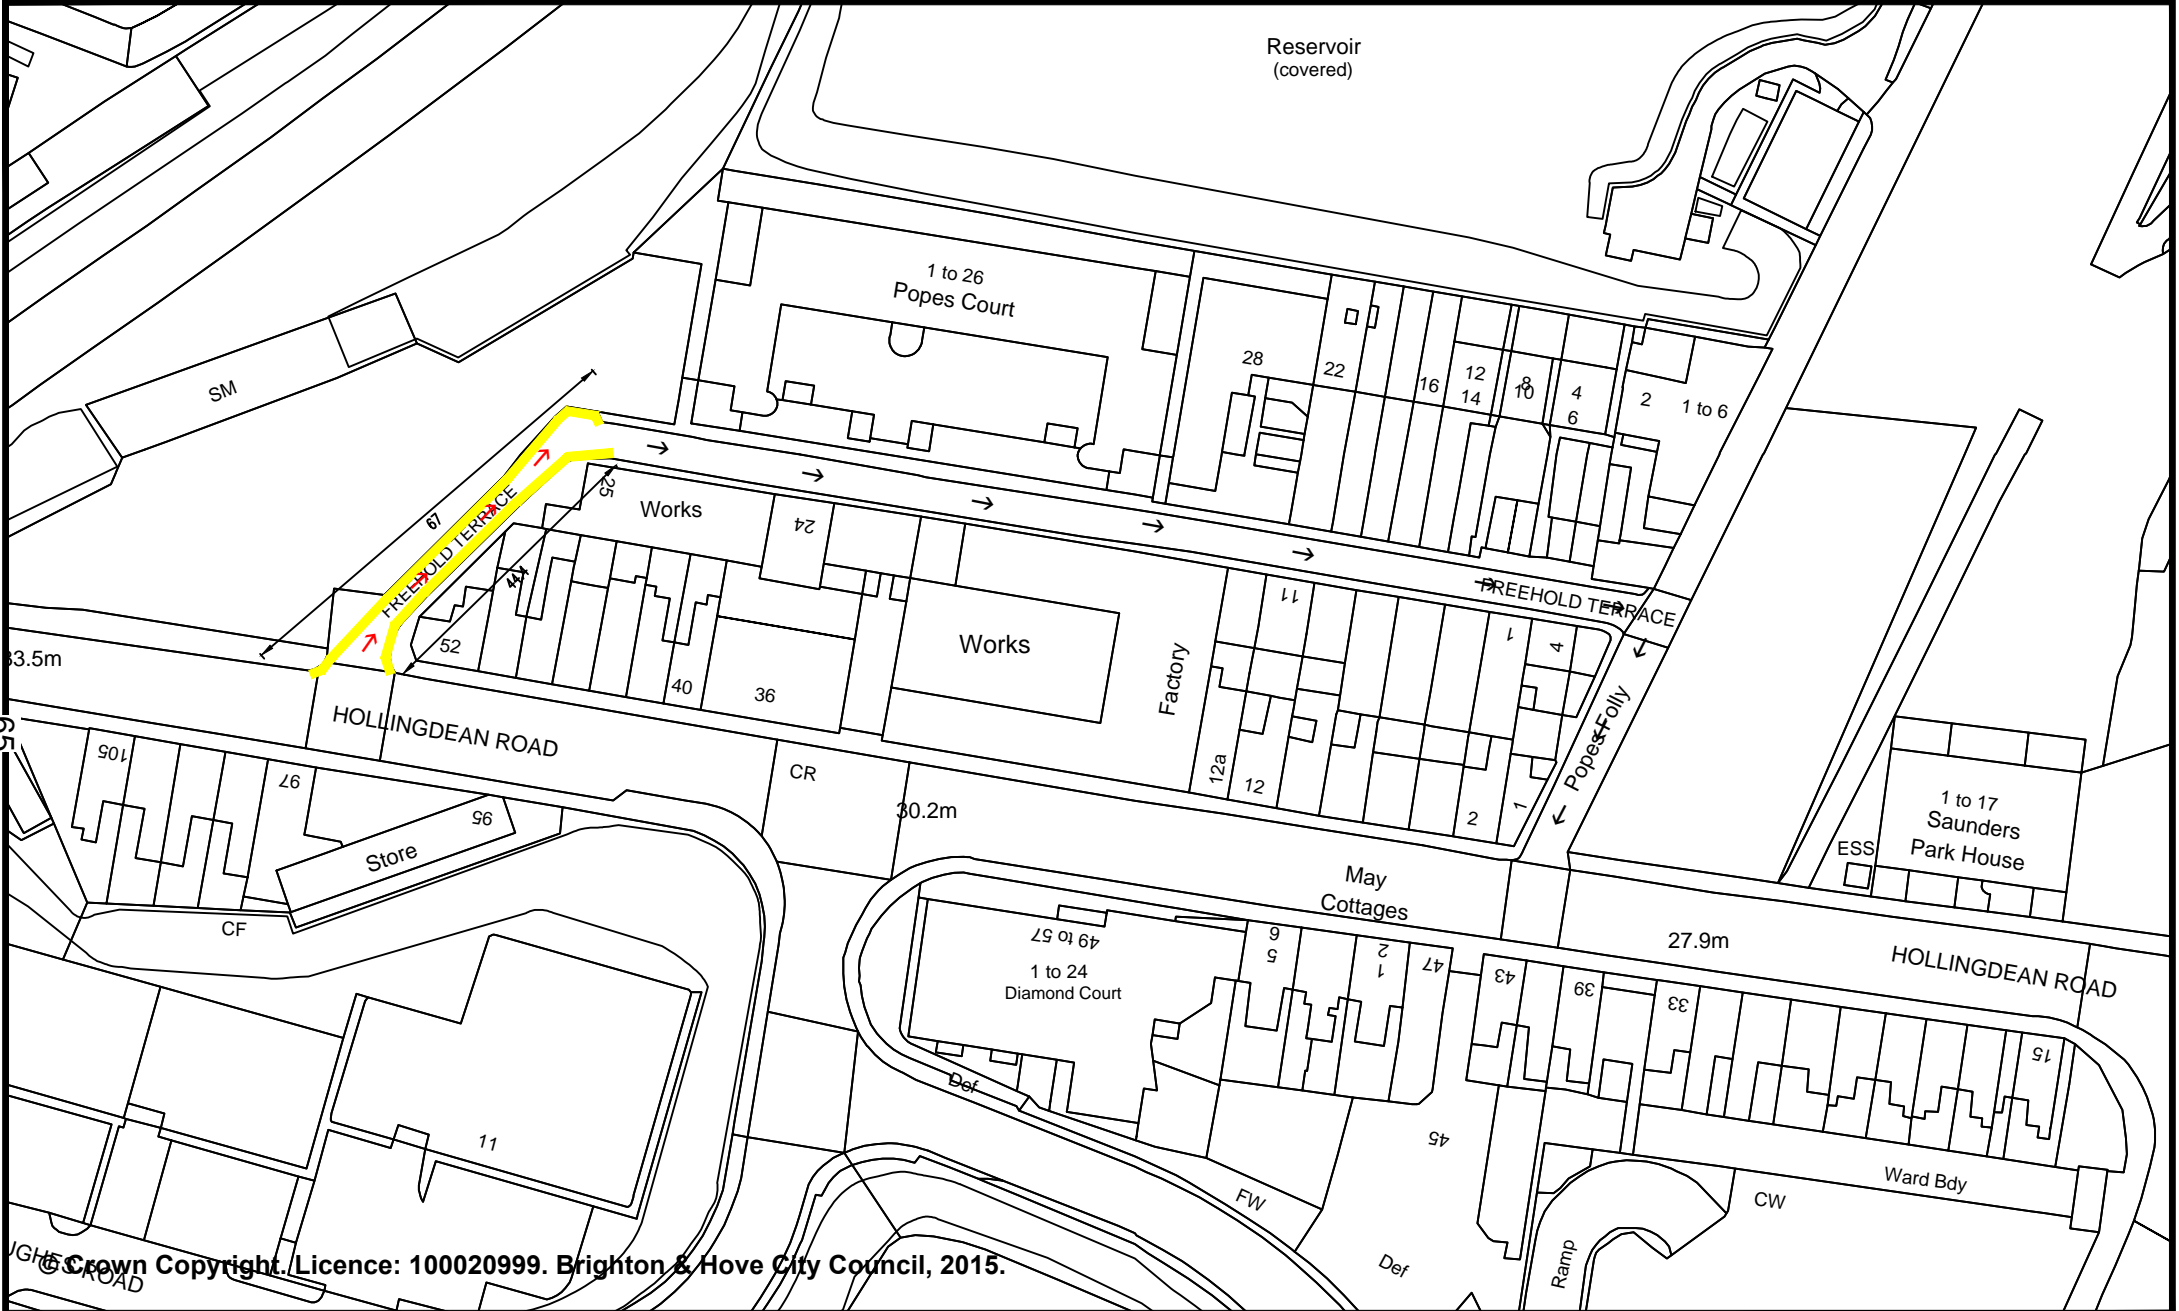 Reservoir
(covered)
1 to 26
Popes Court
SM
67
FREEHOLD TERRACE
44.4
25
28
22
16
12
14
8
10
4
6
2
1 to 6
Works
24
Works
Factory
11
1
4
FREEHOLD TERRACE
Popes Folly
52
40
36
12a
12
2
1
33.5m
65
HOLLINGDEAN ROAD
105
97
95
Store
CF
CR
30.2m
May
Cottages
ESS
1 to 17
Saunders
Park House
27.9m
HOLLINGDEAN ROAD
49 to 57
1 to 24
Diamond Court
6
5
2
1
47
43
39
33
15
45
Def
11
FW
Def
Ramp
CW
Ward Bdy
UGHES ROAD
© Crown Copyright. Licence: 100020999. Brighton & Hove City Council, 2015.